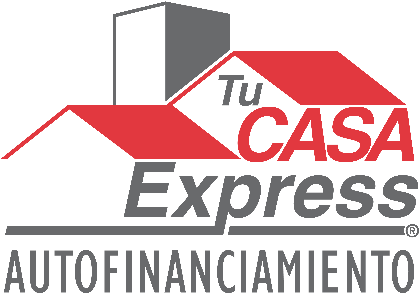 Tu
CASA
Express
®
AUTOFINANCIAMIENTO